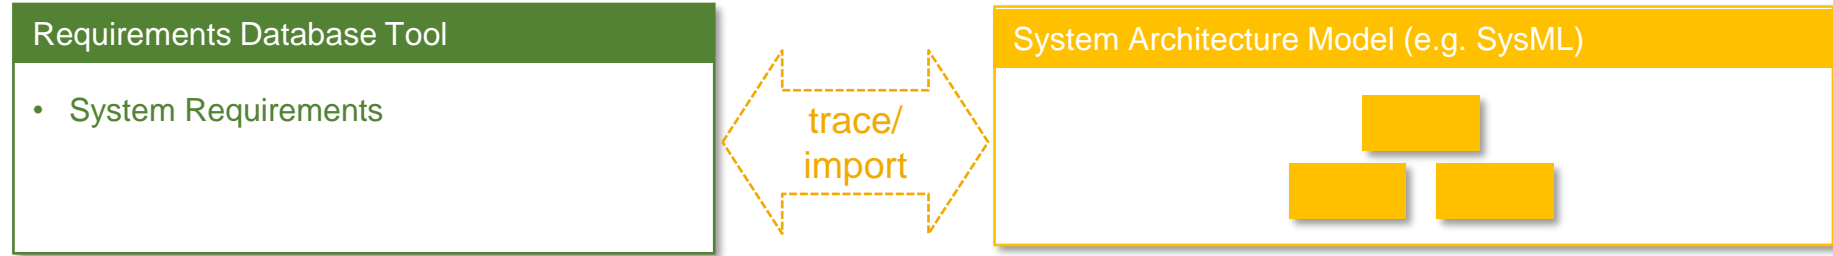 Requirements Database Tool
• System Requirements
trace/
import
System Architecture Model (e.g. SysML)